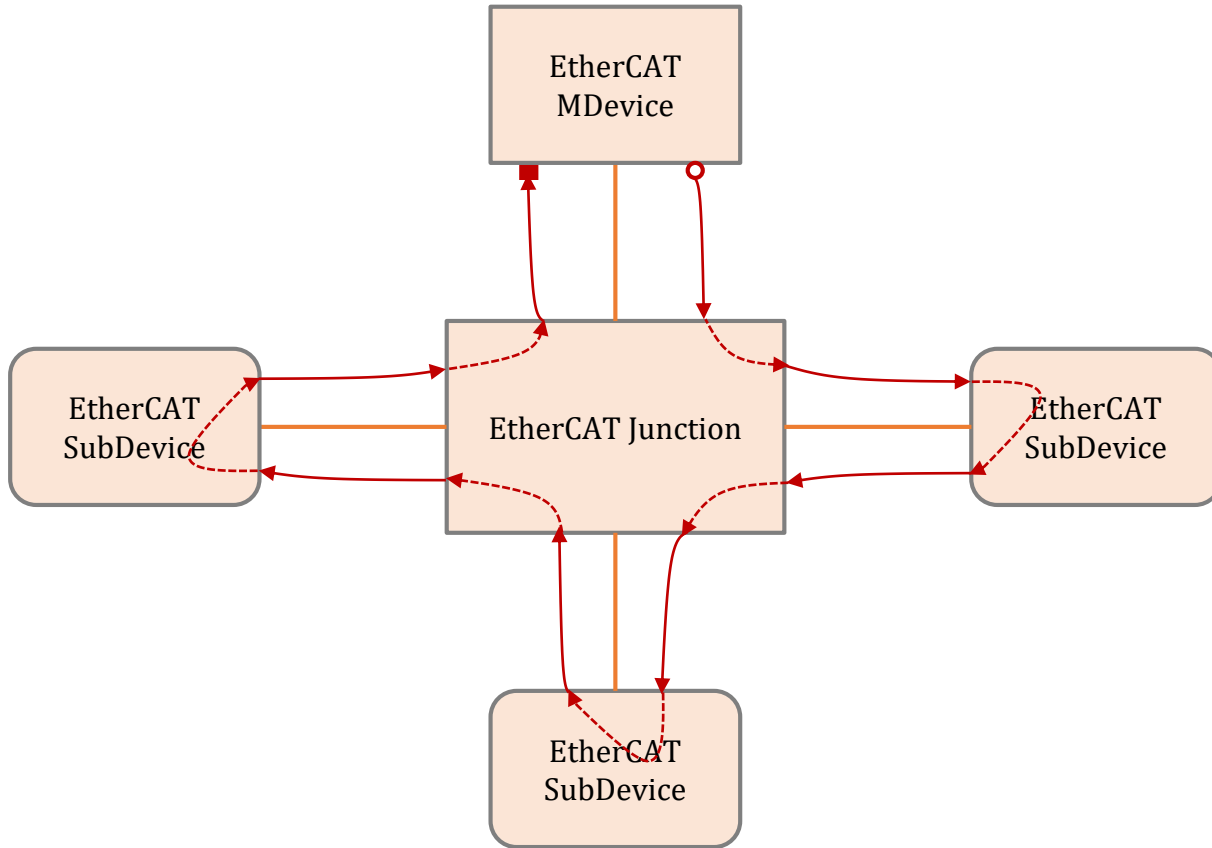 EtherCAT
MDevice
EtherCAT
SubDevice
EtherCAT Junction
EtherCAT
SubDevice
EtherCAT
SubDevice